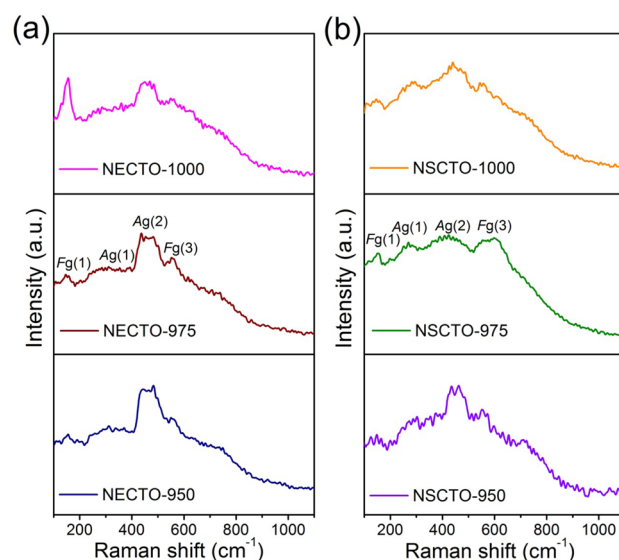 (a)
(b)
NECTO-1000
NSCTO-1000
Intensity (a.u.)
Fg(1)
Ag(1)
Ag(2)
Fg(3)
NECTO-975
Intensity (a.u.)
Fg(1)
Ag(1)
Ag(2)
Fg(3)
NSCTO-975
NECTO-950
NSCTO-950
200 400 600 800 1000
200 400 600 800 1000
Raman shift (cm⁻¹)
Raman shift (cm⁻¹)